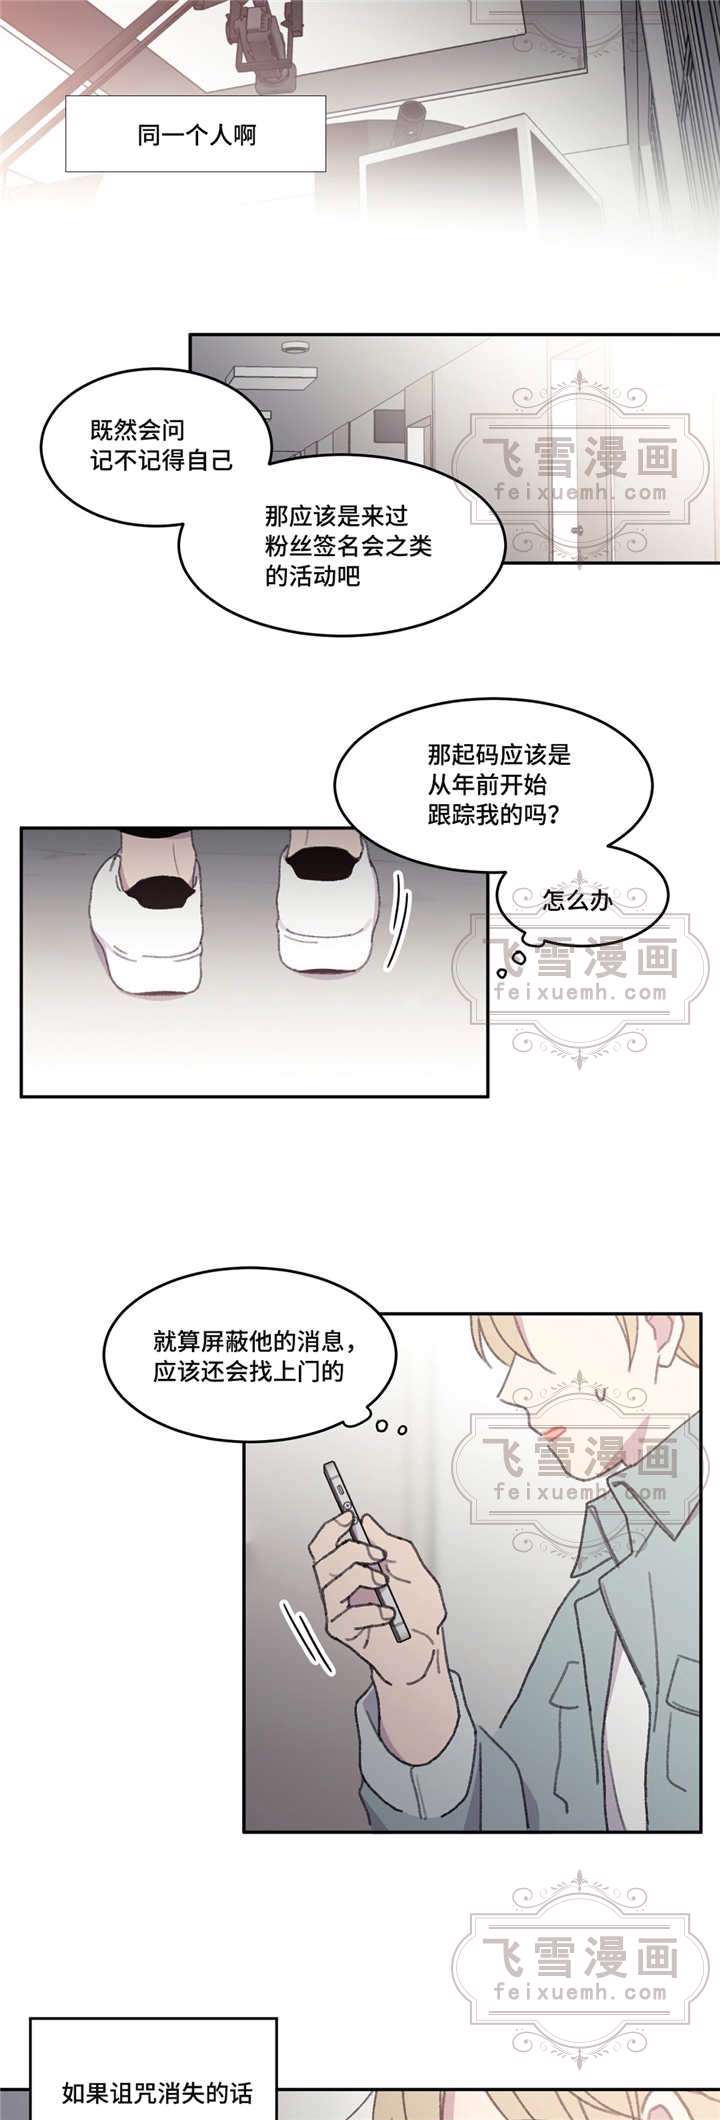 同一个人啊
既然会问
记不记得自己
飞雪漫画
feixuemh.com
那应该是来过
粉丝签名会之类
的活动吧
那起码应该是
从年前开始
跟踪我的吗?
怎么办
飞雪漫画
feixuemh.com
就算屏蔽他的消息，
应该还会找上门的
飞雪漫画
feixuemh.com
飞雪漫画
feixuemh.com
如果诅咒消失的话